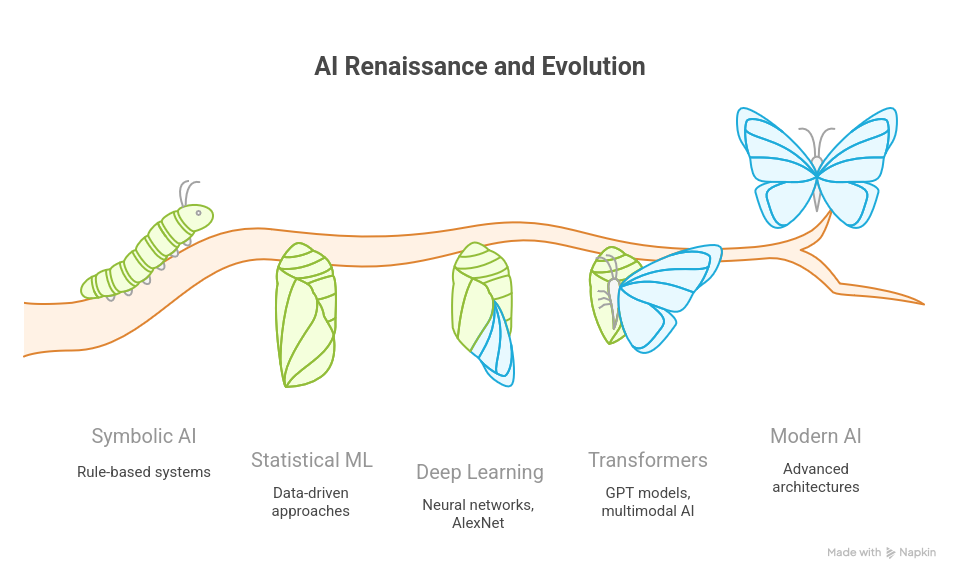 AI Renaissance and Evolution
Symbolic AI
Rule-based systems
Statistical ML
Data-driven
approaches
Deep Learning
Neural networks,
AlexNet
Transformers
GPT models,
multimodal AI
Modern AI
Advanced
architectures
Made with Napkin